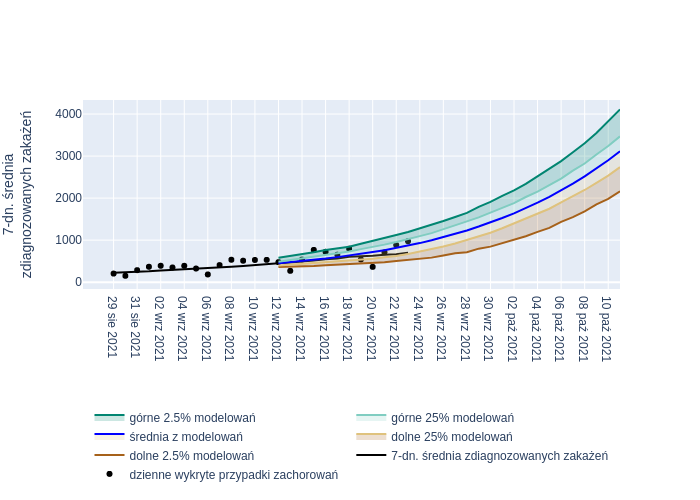 7-dn. średnia
zdiagnozowanych zakażeń
4000
3000
2000
1000
0
29 sie 2021
31 sie 2021
02 wrz 2021
04 wrz 2021
06 wrz 2021
08 wrz 2021
10 wrz 2021
12 wrz 2021
14 wrz 2021
16 wrz 2021
18 wrz 2021
20 wrz 2021
22 wrz 2021
24 wrz 2021
26 wrz 2021
28 wrz 2021
30 wrz 2021
02 paź 2021
04 paź 2021
06 paź 2021
08 paź 2021
10 paź 2021
górne 2.5% modelowań
górne 25% modelowań
średnia z modelowań
dolne 25% modelowań
dolne 2.5% modelowań
7-dn. średnia zdiagnozowanych zakażeń
dzienne wykryte przypadki zachorowań